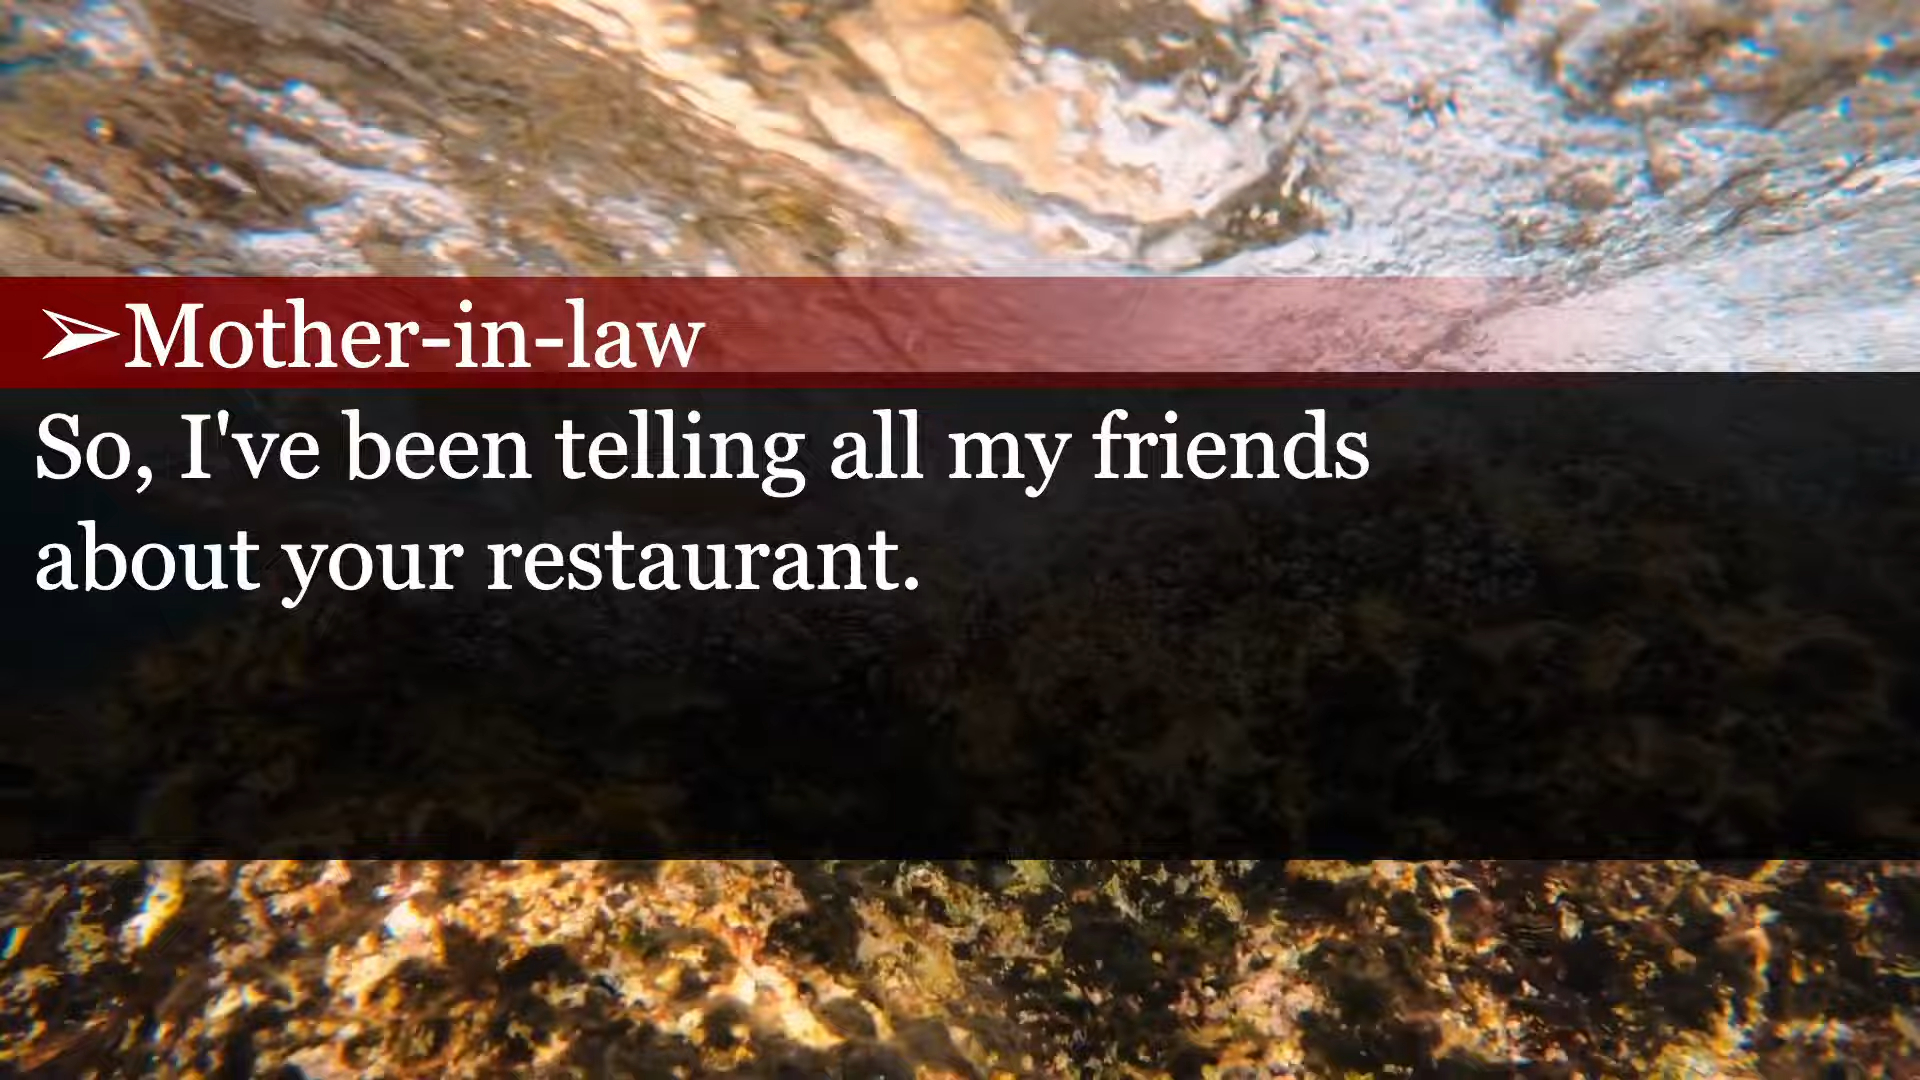 ➢Mother-in-law
So, I've been telling all my friends
about your restaurant.